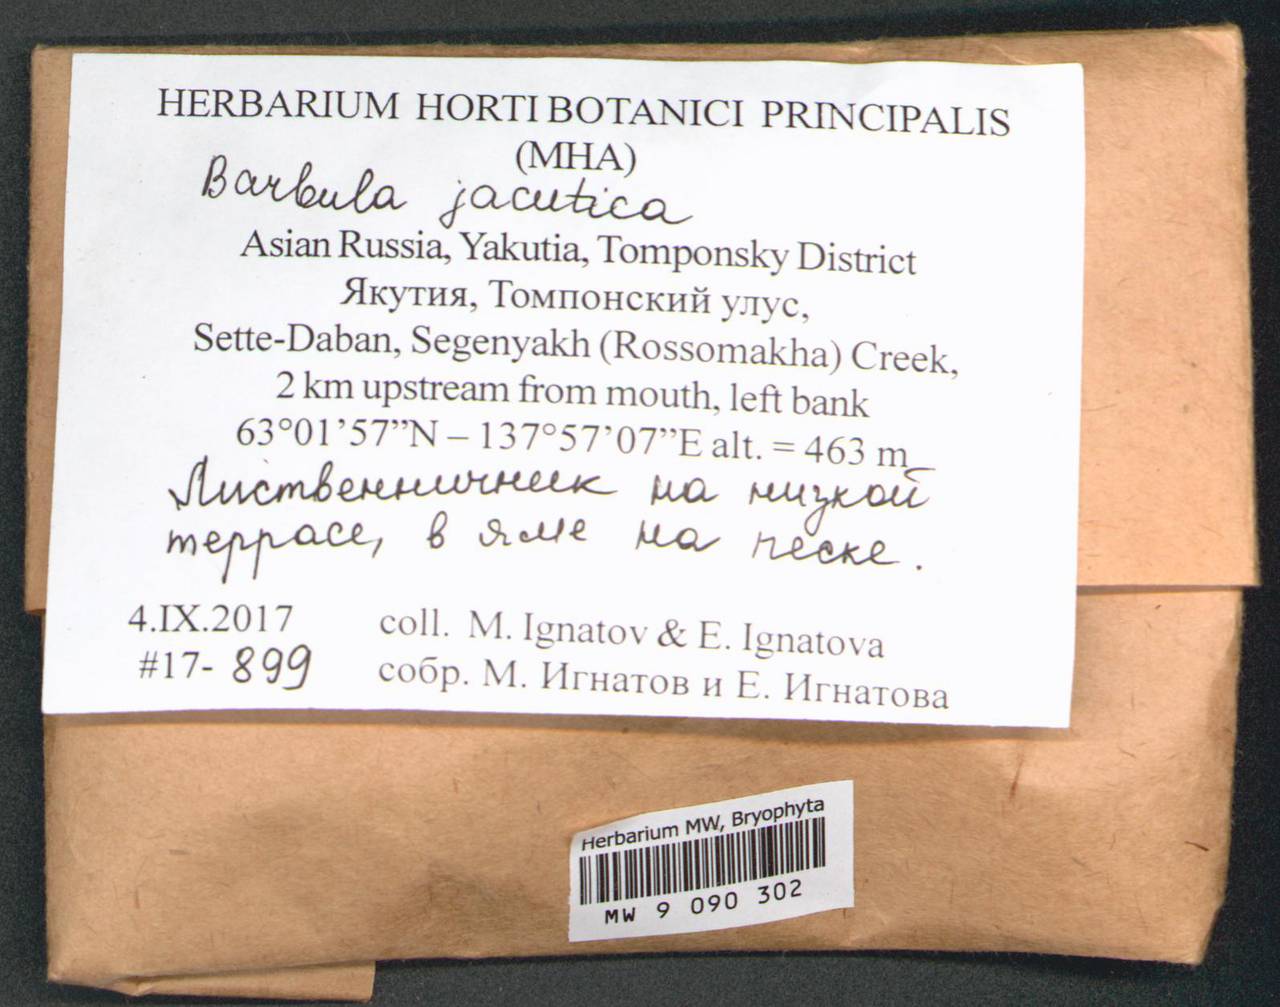 HERBARIUM HORTI BOTANICI PRINCIPALIS
(MHA)
Barbula jacutica
Asian Russia, Yakutia, Tomponsky District
Якутия, Томпонский улус,
Sette-Daban, Segenyakh (Rossomakha) Creek,
2 km upstream from mouth, left bank
63°01’57”N – 137°57’07”E alt. = 463 m
Лиственничник на низкой
террасе, в яме на песке.
4.IX.2017 coll. M. Ignatov & E. Ignatova
#17- 899 собр. М. Игнатов и Е. Игнатова
Herbarium MW, Bryophyta
MW 9 090 302